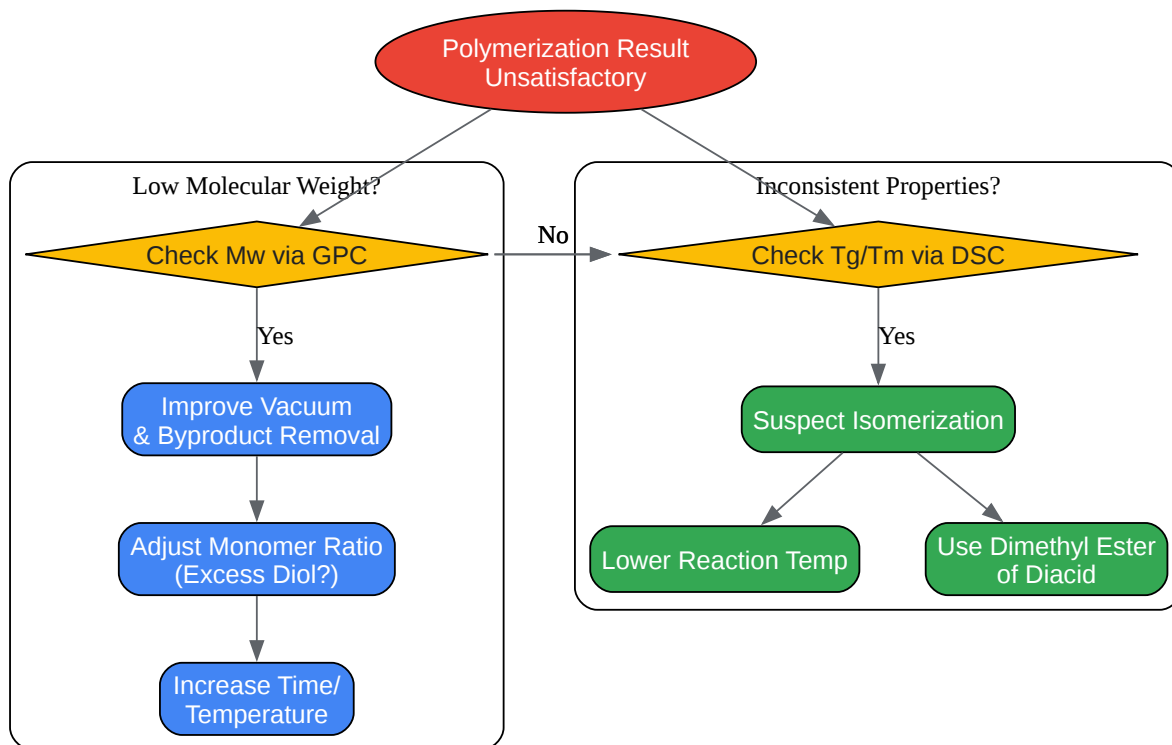 Polymerization Result
Unsatisfactory
Low Molecular Weight?
Inconsistent Properties?
Check Mw via GPC
No
Check Tg/Tm via DSC
Yes
Yes
Improve Vacuum
& Byproduct Removal
Suspect Isomerization
Adjust Monomer Ratio
(Excess Diol?)
Lower Reaction Temp
Use Dimethyl Ester
of Diacid
Increase Time/
Temperature